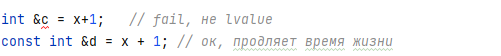 int &c = x+1;   // fail, не lvalue
const int &d = x + 1; // ок, продляет время жизни